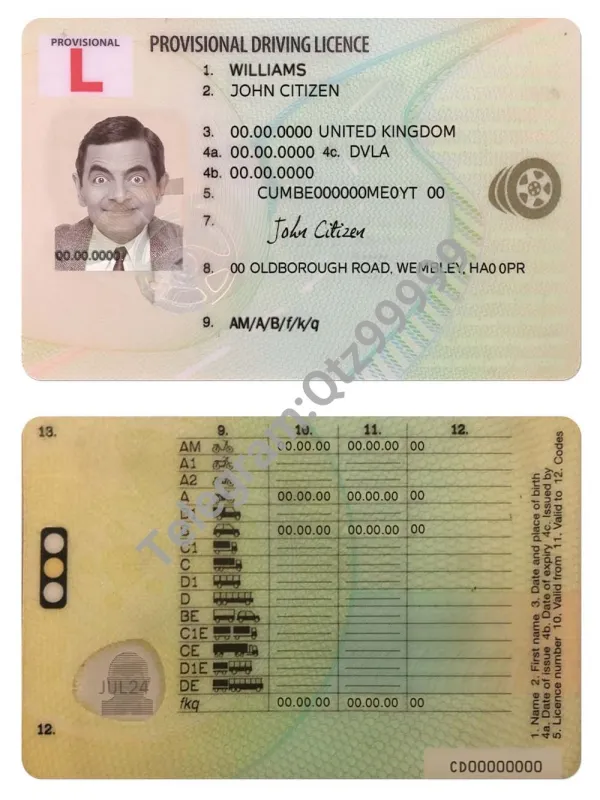 PROVISIONAL
L
PROVISIONAL DRIVING LICENCE
1. WILLIAMS
2. JOHN CITIZEN
3. 00.00.0000 UNITED KINGDOM
4a. 00.00.0000 4c. DVLA
4b. 00.00.0000
5. CUMBE000000ME0YT 00
7. John Citizen
00.00.0000
8. 00 OLDBOROUGH ROAD, WEMBLEY, HA0 0PR
9. AM/A/B/f/k/q
Telegram:Qtz99999
13. 9. 10. 11. 12.
AM 00.00.00 00.00.00 00
A1
A2
A 00.00.00 00.00.00 00
B 00.00.00 00.00.00 00
C1
C
D1
D
BE
C1E
CE
D1E
DE
fkq 00.00.00 00.00.00 00
JUL24
12.
1. Name 2. First name 3. Date and place of birth
4a. Date of issue 4b. Date of expiry 4c. Issued by
5. Licence number 10. Valid from 11. Valid to 12. Codes
CD00000000